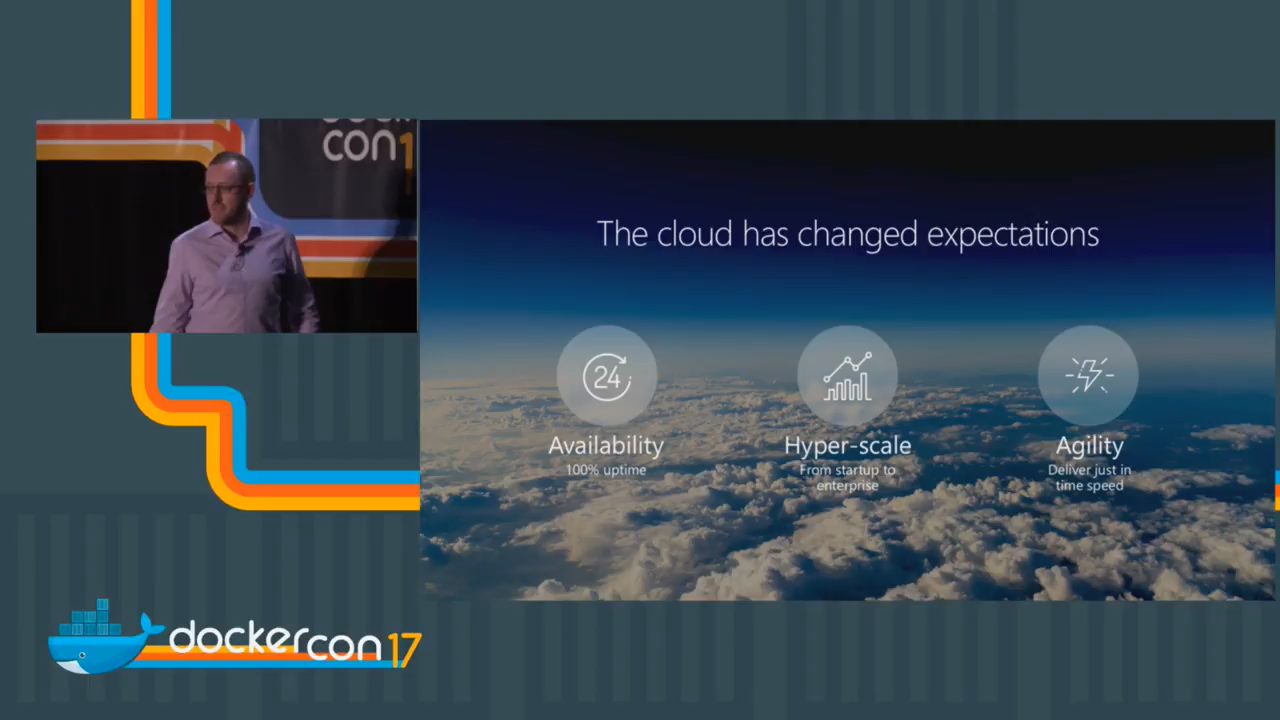 con1
The cloud has changed expectations
24
Availability
100% uptime
Hyper-scale
From startup to
enterprise
Agility
Deliver just in
time speed
dockercon17